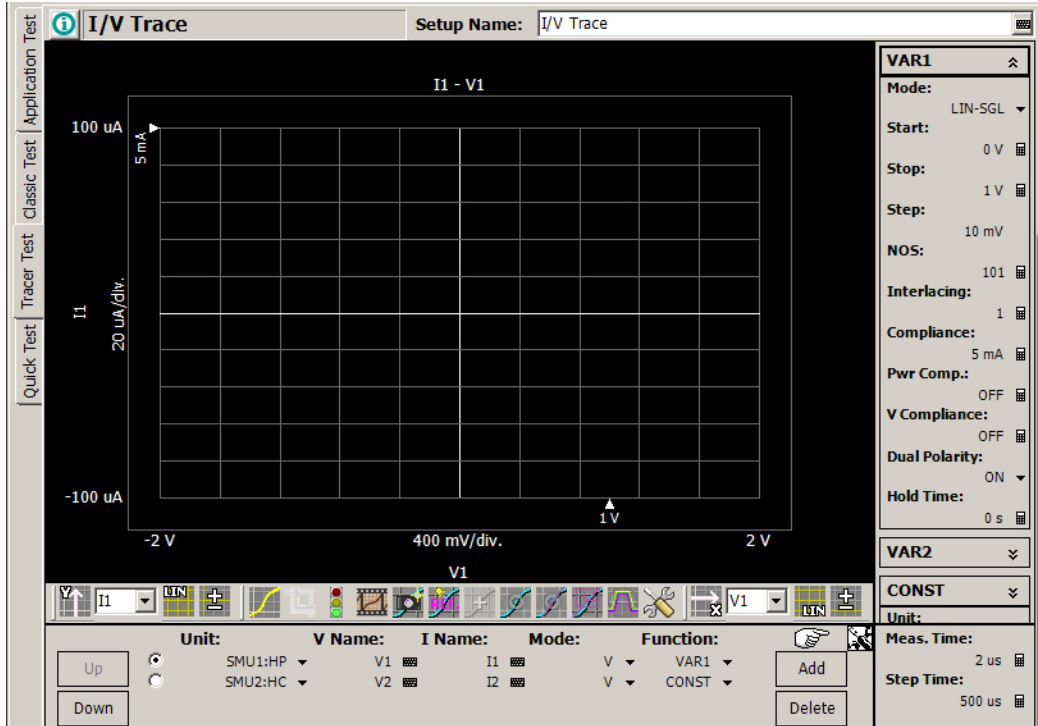 I/V Trace
Setup Name: I/V Trace
Application Test
Classic Test
Tracer Test
Quick Test
I1 - V1
100 uA
5 mA
I1
20 uA/div.
-100 uA
1 V
-2 V
400 mV/div.
2 V
V1
VAR1
Mode:
LIN-SGL
Start:
0 V
Stop:
1 V
Step:
10 mV
NOS:
101
Interlacing:
1
Compliance:
5 mA
Pwr Comp.:
OFF
V Compliance:
OFF
Dual Polarity:
ON
Hold Time:
0 s
VAR2
CONST
Unit:
Y I1 LIN X V1 LIN
Unit: V Name: I Name: Mode: Function:
Up SMU1:HP V1 I1 V VAR1 Add
SMU2:HC V2 I2 V CONST
Down Delete
Meas. Time:
2 us
Step Time:
500 us